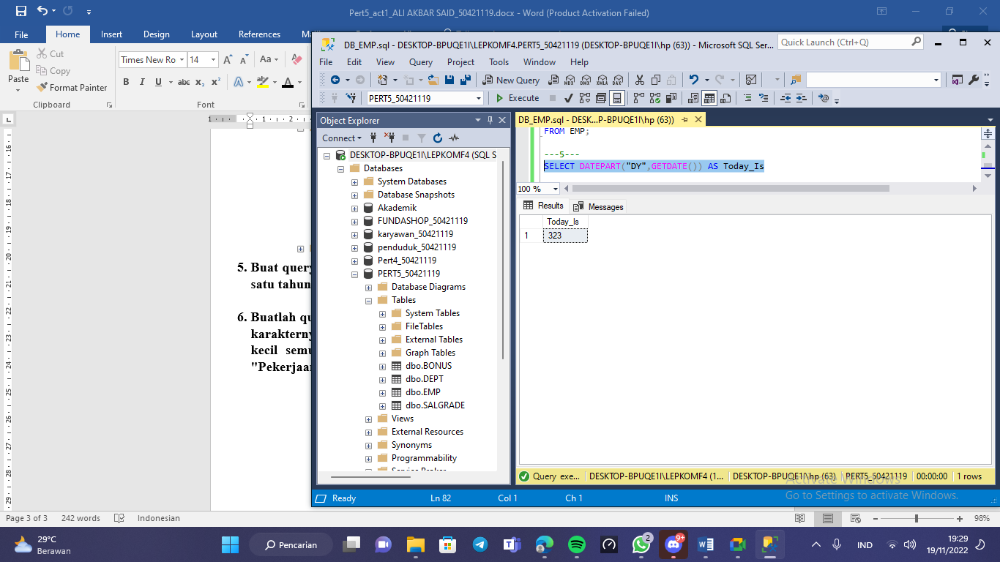 Pert5_act1_ALI AKBAR SAID_50421119.docx - Word (Product Activation Failed)
File Home Insert Design Layout References
Paste
Cut
Copy
Format Painter
Clipboard
Times New Ro 14
Font
5. Buat query
satu tahun
6. Buatlah qu
karakterny
kecil semu
"Pekerjaan
Page 3 of 3 242 words Indonesian
98%
DB_EMP.sql - DESKTOP-BPUQE1I\LEPKOMF4.PERT5_50421119 (DESKTOP-BPUQE1I\hp (63)) - Microsoft SQL Ser...
Quick Launch (Ctrl+Q)
File Edit View Query Project Tools Window Help
New Query
PERT5_50421119 Execute
Object Explorer
Connect
DESKTOP-BPUQE1I\LEPKOMF4 (SQL S
Databases
System Databases
Database Snapshots
Akademik
FUNDASHOP_50421119
karyawan_50421119
penduduk_50421119
Pert4_50421119
PERT5_50421119
Database Diagrams
Tables
System Tables
FileTables
External Tables
Graph Tables
dbo.BONUS
dbo.DEPT
dbo.EMP
dbo.SALGRADE
Views
External Resources
Synonyms
Programmability
Service Broker
DB_EMP.sql - DESK...P-BPUQE1I\hp (63))
FROM EMP;
---5---
SELECT DATEPART("DY",GETDATE()) AS Today_Is
100 %
Results Messages
Today_Is
1 323
Query exe... DESKTOP-BPUQE1I\LEPKOMF4 (1... DESKTOP-BPUQE1I\hp (63) PERT5_50421119 00:00:00 1 rows
Activate Windows
Go to Settings to activate Windows.
Ready Ln 82 Col 1 Ch 1 INS
29°C
Berawan
Pencarian
2
9+
IND
19:29
19/11/2022